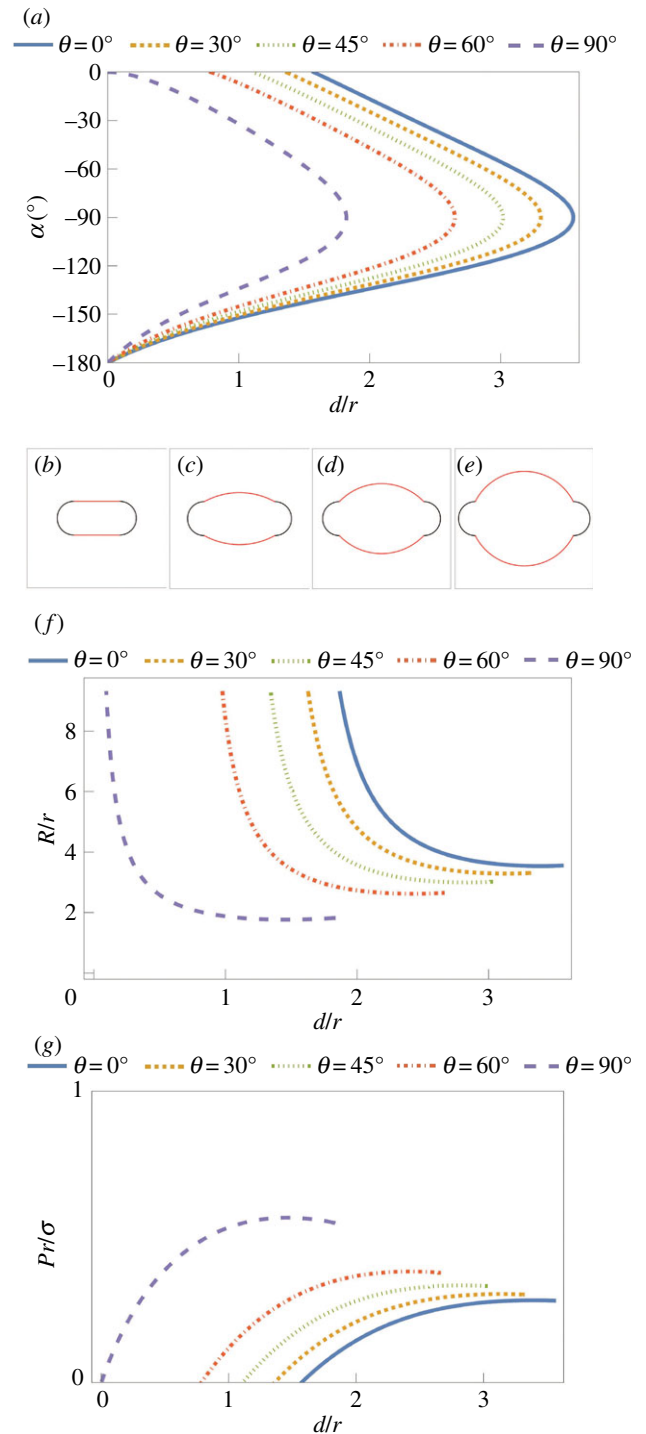 (a)
θ = 0° θ = 30° θ = 45° θ = 60° θ = 90°
0
–30
–60
α(°)
–90
–120
–150
–180
0 1 2 3
d/r
(b) (c) (d) (e)
(f)
θ = 0° θ = 30° θ = 45° θ = 60° θ = 90°
8
6
R/r
4
2
0 1 2 3
d/r
(g)
θ = 0° θ = 30° θ = 45° θ = 60° θ = 90°
1
Pr/σ
0
0 1 2 3
d/r